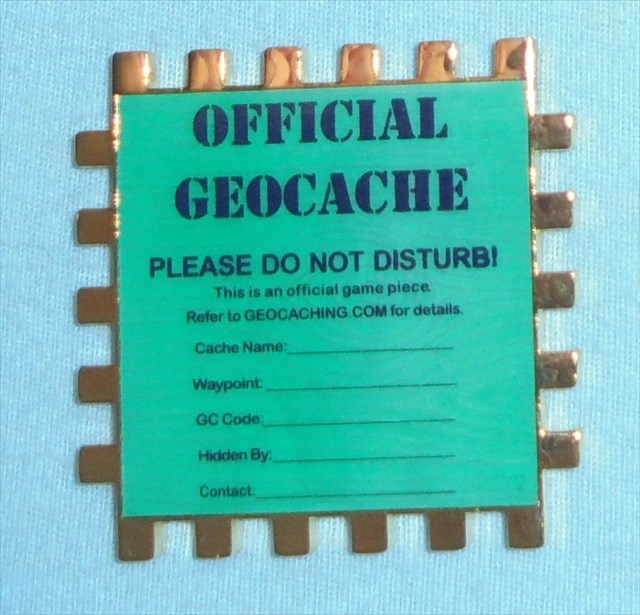 OFFICIAL
GEOCACHE
PLEASE DO NOT DISTURB!
This is an official game piece.
Refer to GEOCACHING.COM for details.
Cache Name:
Waypoint:
GC Code:
Hidden By:
Contact: